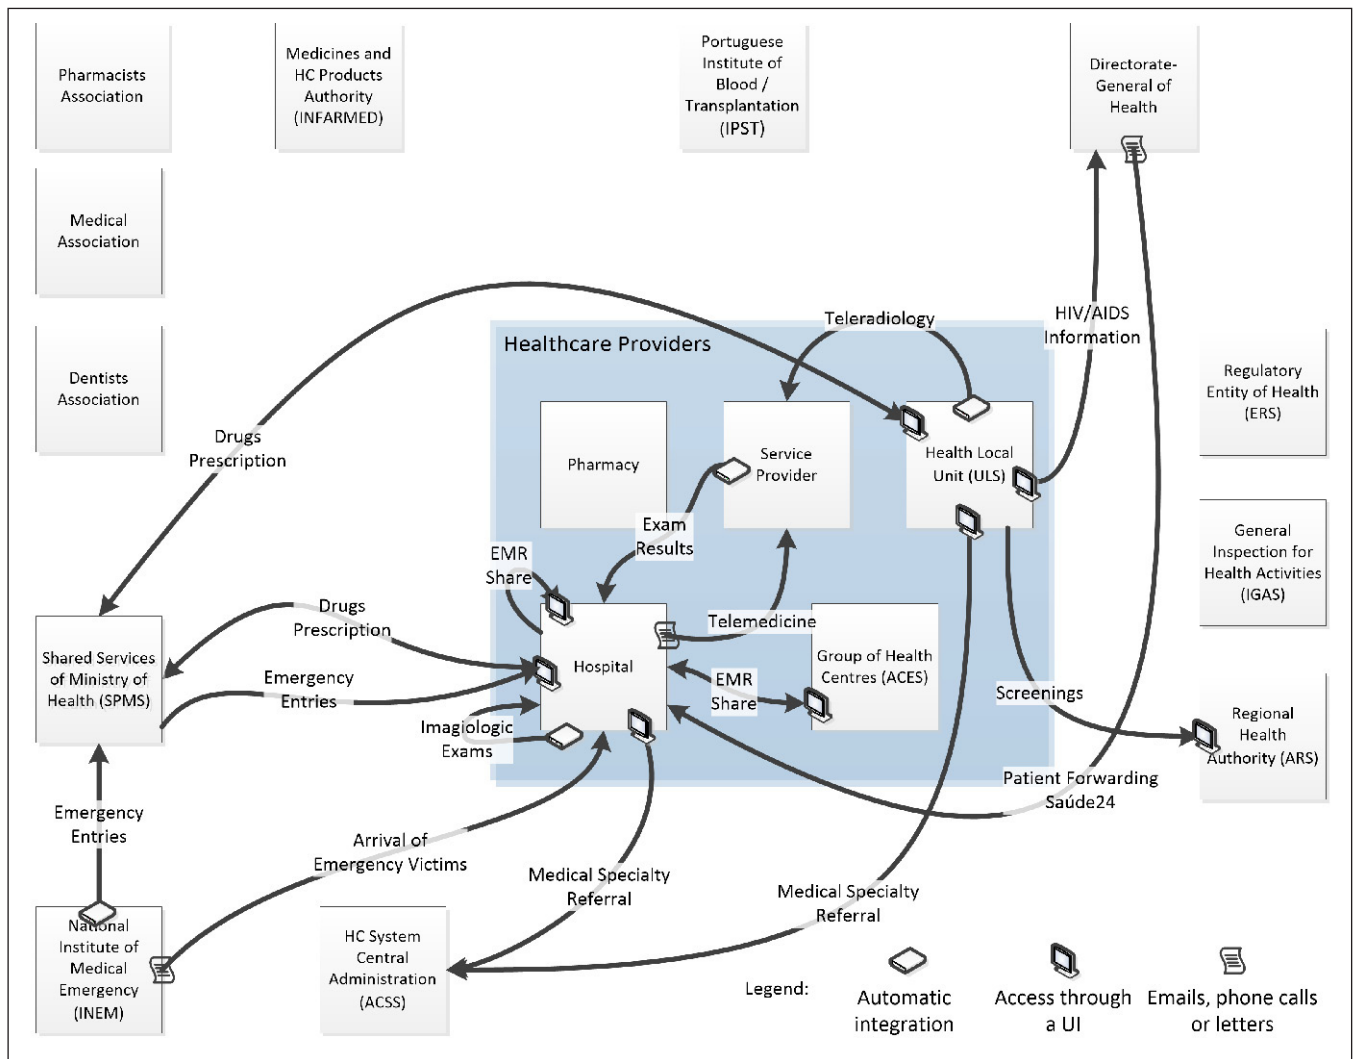 Pharmacists
Association
Medicines and
HC Products
Authority
(INFARMED)
Portuguese
Institute of
Blood /
Transplantation
(IPST)
Directorate-
General of
Health
Medical
Association
Dentists
Association
Teleradiology
HIV/AIDS
Information
Healthcare Providers
Regulatory
Entity of Health
(ERS)
Drugs
Prescription
Pharmacy
Service
Provider
Health Local
Unit (ULS)
Exam
Results
General
Inspection for
Health Activities
(IGAS)
EMR
Share
Drugs
Prescription
Telemedicine
Shared Services
of Ministry of
Health (SPMS)
Hospital
Group of Health
Centres (ACES)
Emergency
Entries
EMR
Share
Screenings
Imagiologic
Exams
Regional
Health
Authority (ARS)
Patient Forwarding
Saúde24
Emergency
Entries
Arrival of
Emergency Victims
Medical Specialty
Referral
Medical Specialty
Referral
National
Institute of
Medical
Emergency
(INEM)
HC System
Central
Administration
(ACSS)
Legend:
Automatic
integration
Access through
a UI
Emails, phone calls
or letters